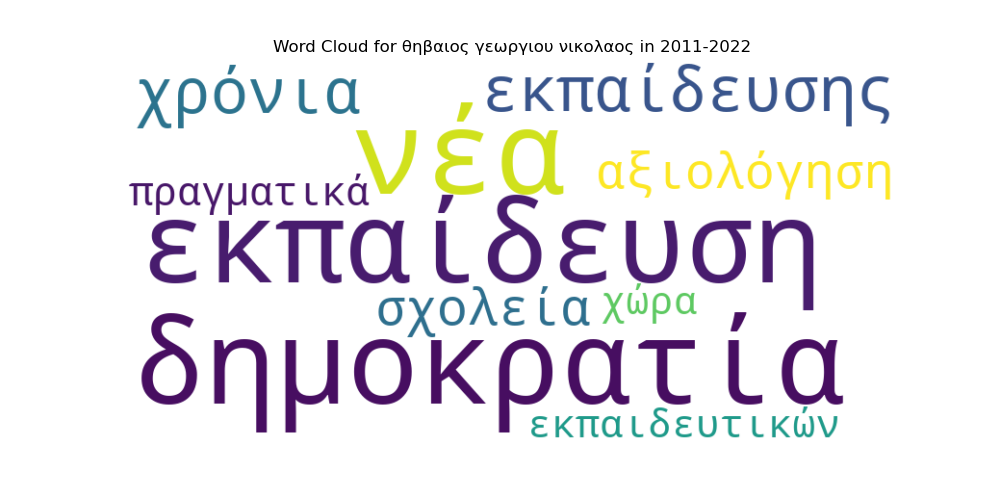 Word Cloud for θηβαιος γεωργιου νικολαος in 2011-2022
χρόνια εκπαίδευσης
νέα
πραγματικά αξιολόγηση
εκπαίδευση
σχολεία χώρα
δημοκρατία
εκπαιδευτικών